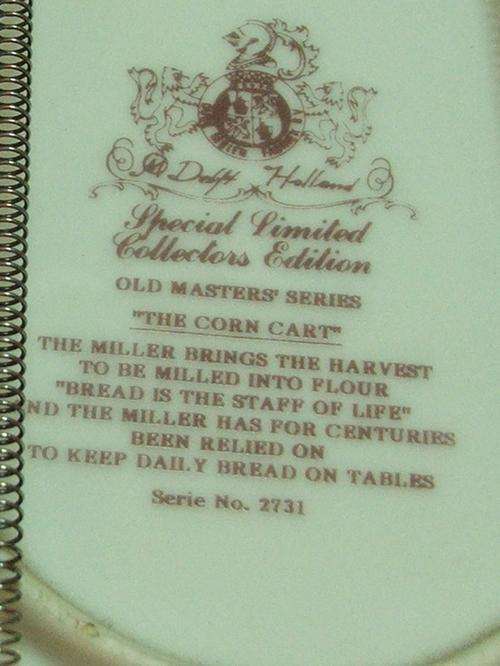 Delft Holland
Special Limited
Collectors Edition
OLD MASTERS' SERIES
"THE CORN CART"
THE MILLER BRINGS THE HARVEST
TO BE MILLED INTO FLOUR
"BREAD IS THE STAFF OF LIFE"
ND THE MILLER HAS FOR CENTURIES
BEEN RELIED ON
TO KEEP DAILY BREAD ON TABLES
Serie No. 2731